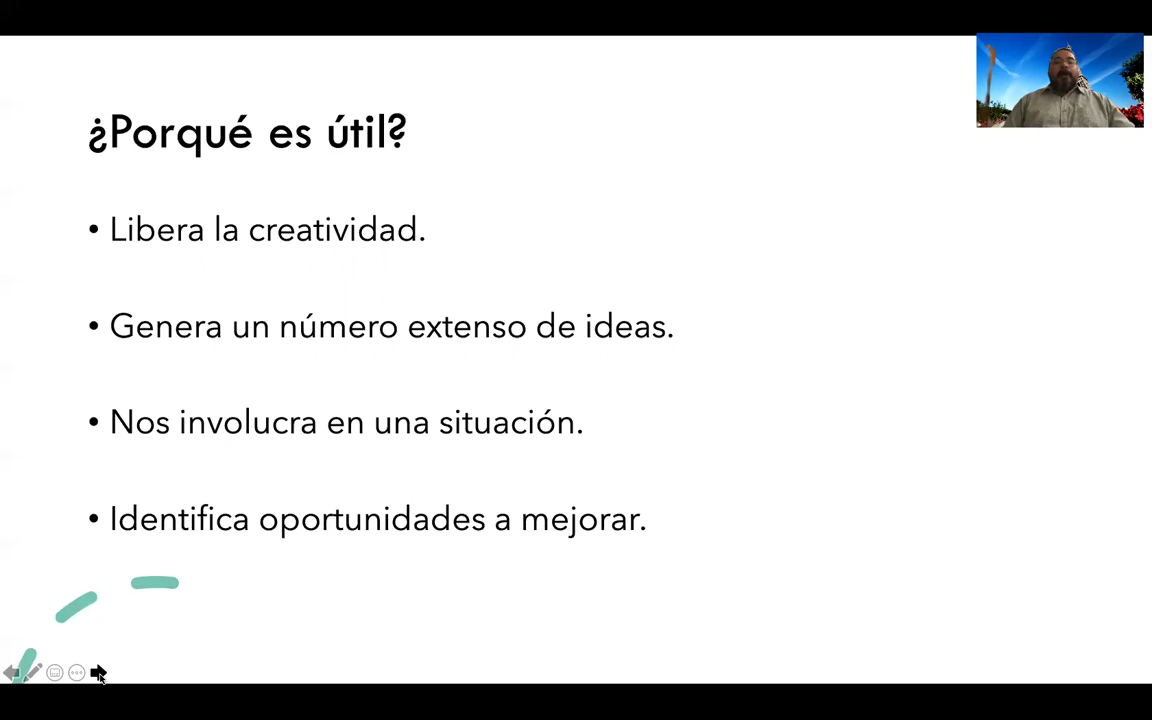 ¿Porqué es útil?
• Libera la creatividad.
• Genera un número extenso de ideas.
• Nos involucra en una situación.
• Identifica oportunidades a mejorar.